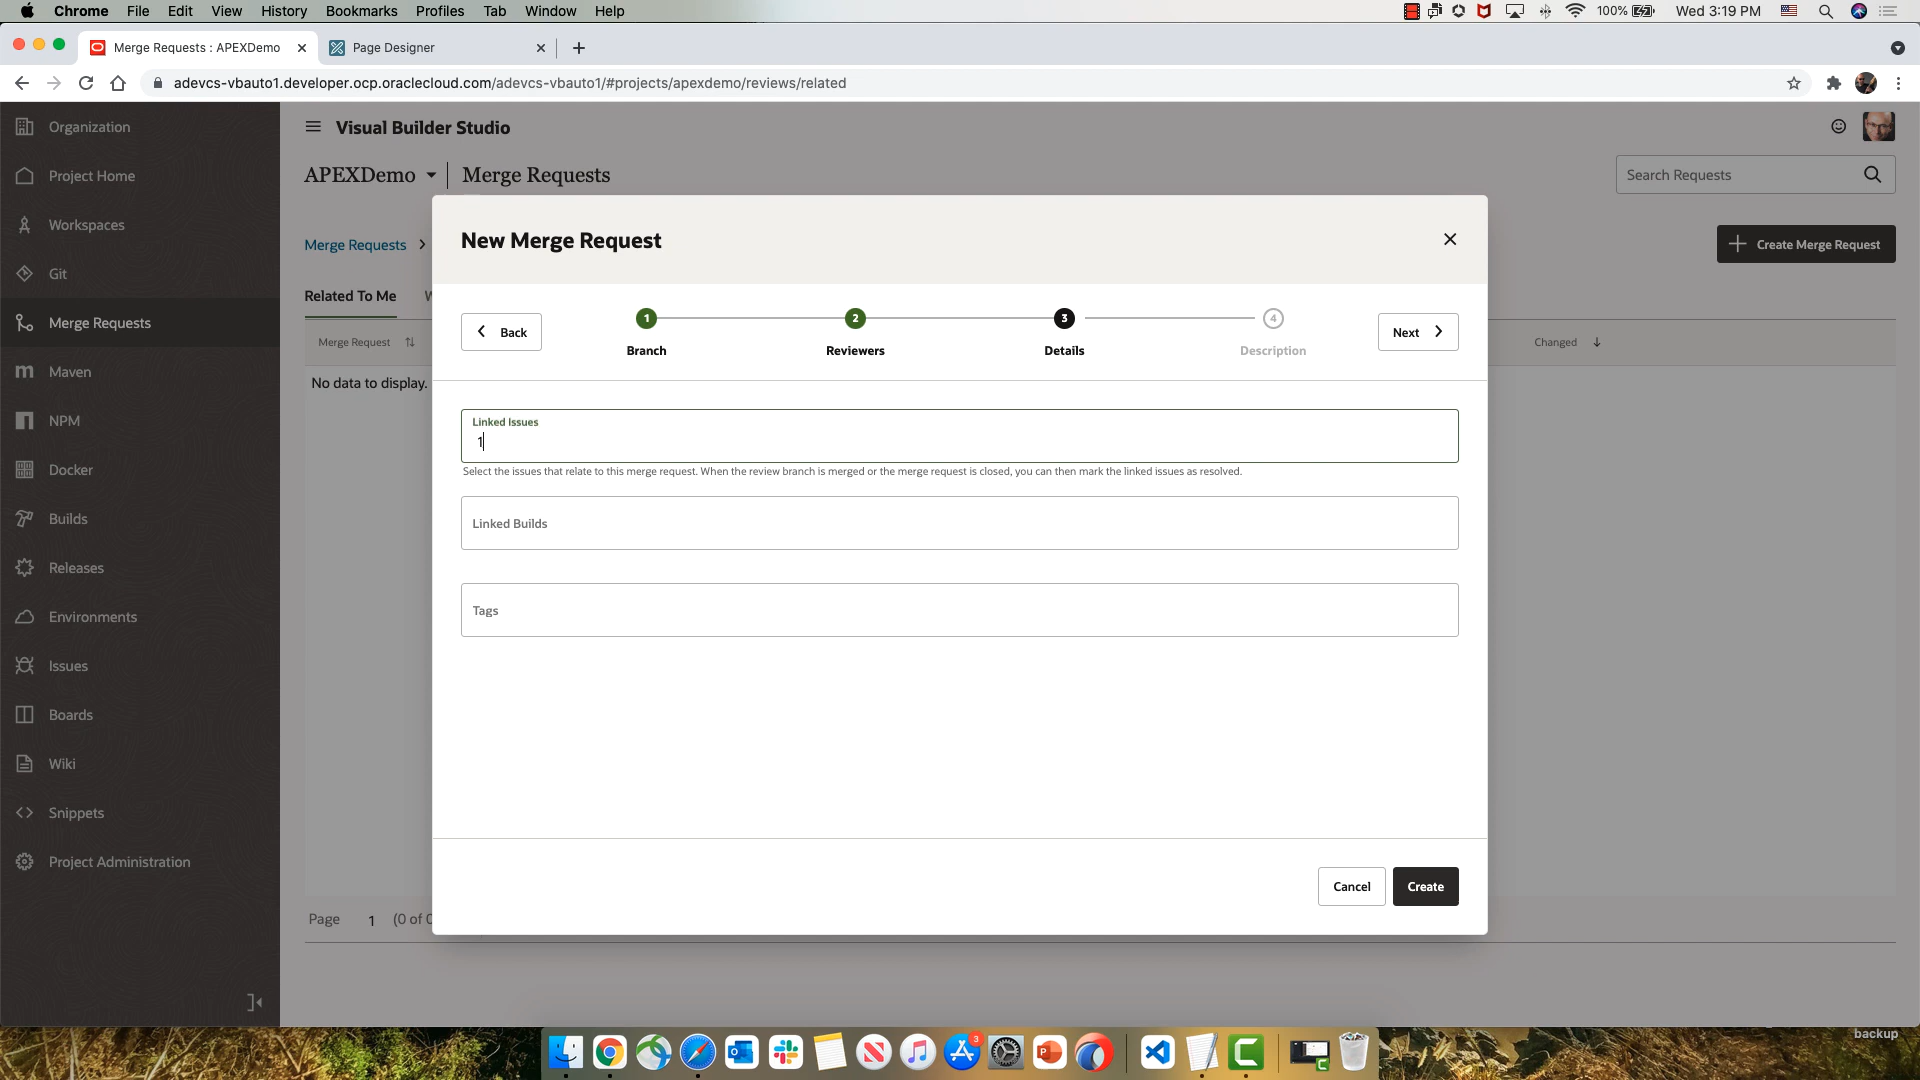 Chrome File Edit View History Bookmarks Profiles Tab Window Help 100% Wed 3:19 PM
Merge Requests : APEXDemo Page Designer
adevcs-vbauto1.developer.ocp.oraclecloud.com/adevcs-vbauto1/#projects/apexdemo/reviews/related
Organization
Visual Builder Studio
Project Home
APEXDemo Merge Requests
Search Requests
Workspaces
Merge Requests
Create Merge Request
New Merge Request
Git
Related To Me W
Merge Requests
Back
1 2 3 4
Branch Reviewers Details Description
Next
Merge Request
Changed
Maven
No data to display.
NPM
Linked Issues
1
Select the issues that relate to this merge request. When the review branch is merged or the merge request is closed, you can then mark the linked issues as resolved.
Docker
Builds
Linked Builds
Releases
Environments
Tags
Issues
Boards
Wiki
Snippets
Project Administration
Cancel Create
Page 1 (0 of 0
3
backup